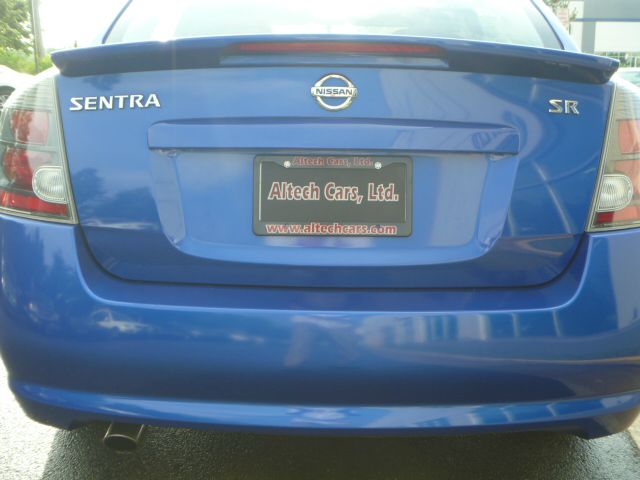 SENTRA NISSAN SR
Altech Cars, Ltd.
Altech Cars, Ltd.
www.altechcars.com